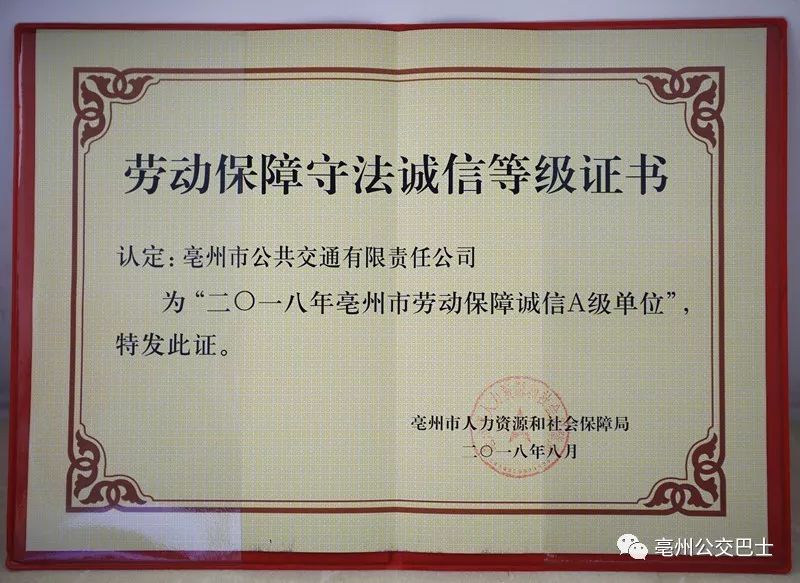 劳动保障守法诚信等级证书
认定：亳州市公共交通有限责任公司
为“二〇一八年亳州市劳动保障诚信A级单位”，
特发此证。
亳州市人力资源和社会保障局
二〇一八年八月
亳州公交巴士